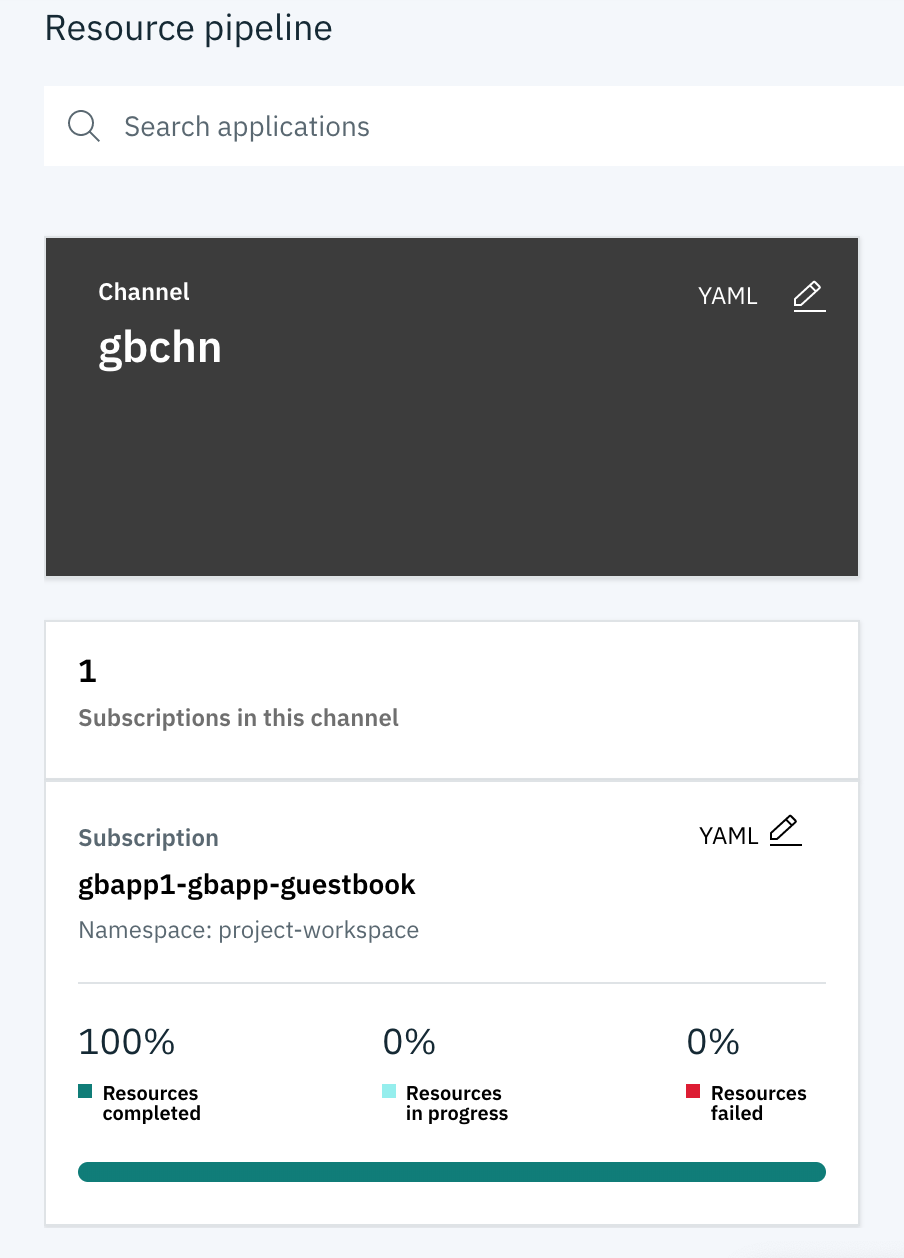 Resource pipeline
Search applications
Channel
YAML
gbchn
1
Subscriptions in this channel
Subscription
YAML
gbapp1-gbapp-guestbook
Namespace: project-workspace
100%
0%
0%
Resources
completed
Resources
in progress
Resources
failed